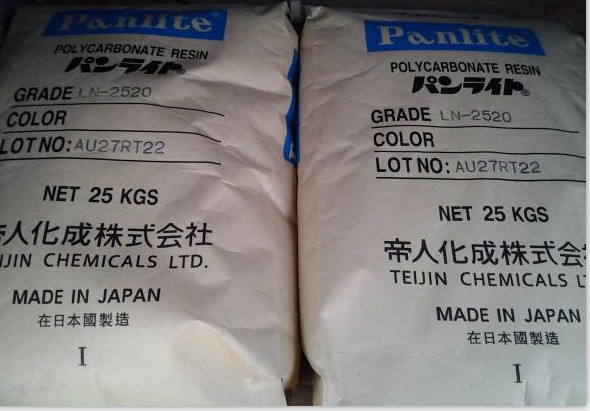 Panlite
POLYCARBONATE RESIN
パンライト®
GRADE LN-2520
COLOR
LOT NO: AU27RT22
NET 25 KGS
人化成株式会社
IJIN CHEMICALS LTD.
MADE IN JAPAN
在日本國製造
I
Panlite
POLYCARBONATE RESIN
パンライト®
GRADE LN-2520
COLOR
LOT NO: AU27RT22
NET 25 KGS
帝人化成株式会
TEIJIN CHEMICALS L
MADE IN JAPAN
在日本國製造
I